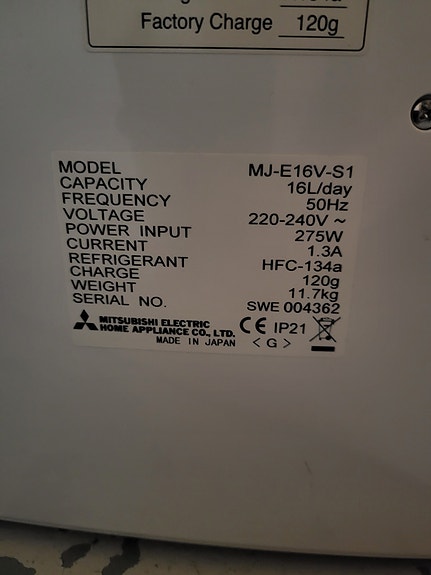 Factory Charge 120g
MODEL MJ-E16V-S1
CAPACITY 16L/day
FREQUENCY 50Hz
VOLTAGE 220-240V ~
POWER INPUT 275W
CURRENT 1.3A
REFRIGERANT HFC-134a
CHARGE 120g
WEIGHT 11.7kg
SERIAL NO. SWE 004362
MITSUBISHI ELECTRIC
HOME APPLIANCE CO., LTD. CE IP21
MADE IN JAPAN < G >